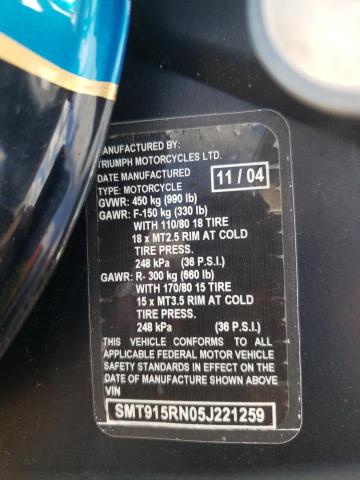 MANUFACTURED BY:
TRIUMPH MOTORCYCLES LTD.
DATE MANUFACTURED 11 / 04
TYPE: MOTORCYCLE
GVWR: 450 kg (990 lb)
GAWR: F-150 kg (330 lb)
WITH 110/80 18 TIRE
18 x MT2.5 RIM AT COLD
TIRE PRESS.
248 kPa (36 P.S.I.)
GAWR: R- 300 kg (660 lb)
WITH 170/80 15 TIRE
15 x MT3.5 RIM AT COLD
TIRE PRESS.
248 kPa (36 P.S.I.)
THIS VEHICLE CONFORMS TO ALL
APPLICABLE FEDERAL MOTOR VEHICLE
SAFETY STANDARDS IN EFFECT ON THE
DATE OF MANUFACTURE SHOWN ABOVE
VIN
SMT915RN05J221259